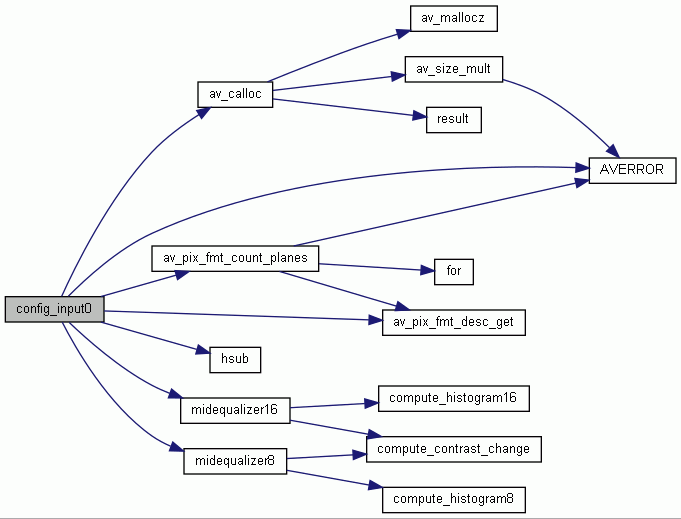 av_mallocz
av_size_mult
av_calloc
result
AVERROR
av_pix_fmt_count_planes
for
config_input0
av_pix_fmt_desc_get
hsub
compute_histogram16
midequalizer16
compute_contrast_change
midequalizer8
compute_histogram8